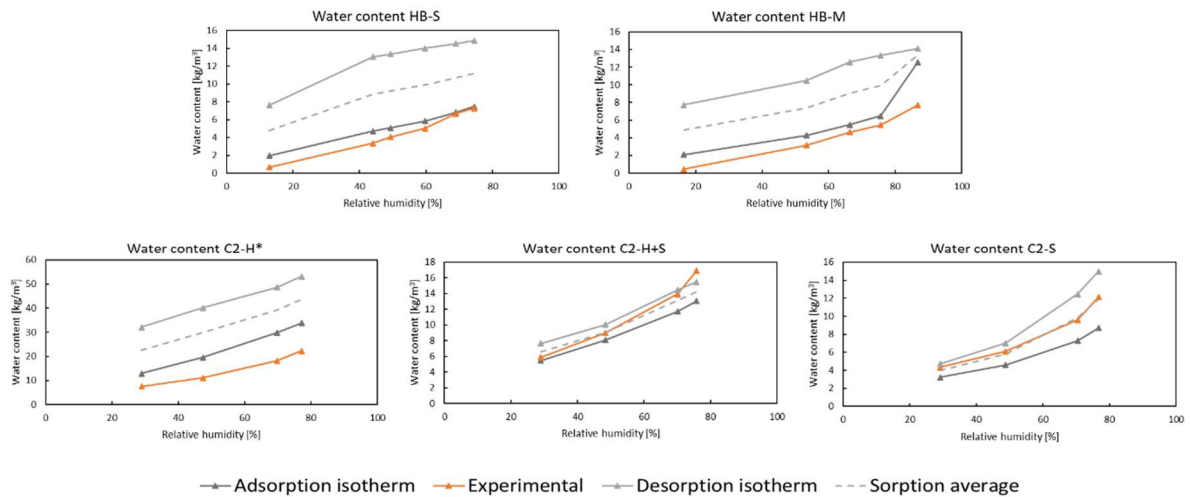 Water content HB-S
Water content [kg/m³]
16
14
12
10
8
6
4
2
0
0 20 40 60 80 100
Relative humidity [%]
Water content HB-M
Water content [kg/m³]
16
14
12
10
8
6
4
2
0
0 20 40 60 80 100
Relative humidity [%]
Water content C2-H*
Water content [kg/m³]
60
50
40
30
20
10
0
0 20 40 60 80 100
Relative humidity [%]
Water content C2-H+S
Water content [kg/m³]
18
16
14
12
10
8
6
4
2
0
0 20 40 60 80 100
Relative humidity [%]
Water content C2-S
Water content [kg/m³]
16
14
12
10
8
6
4
2
0
0 20 40 60 80 100
Relative humidity [%]
Adsorption isotherm Experimental Desorption isotherm Sorption average